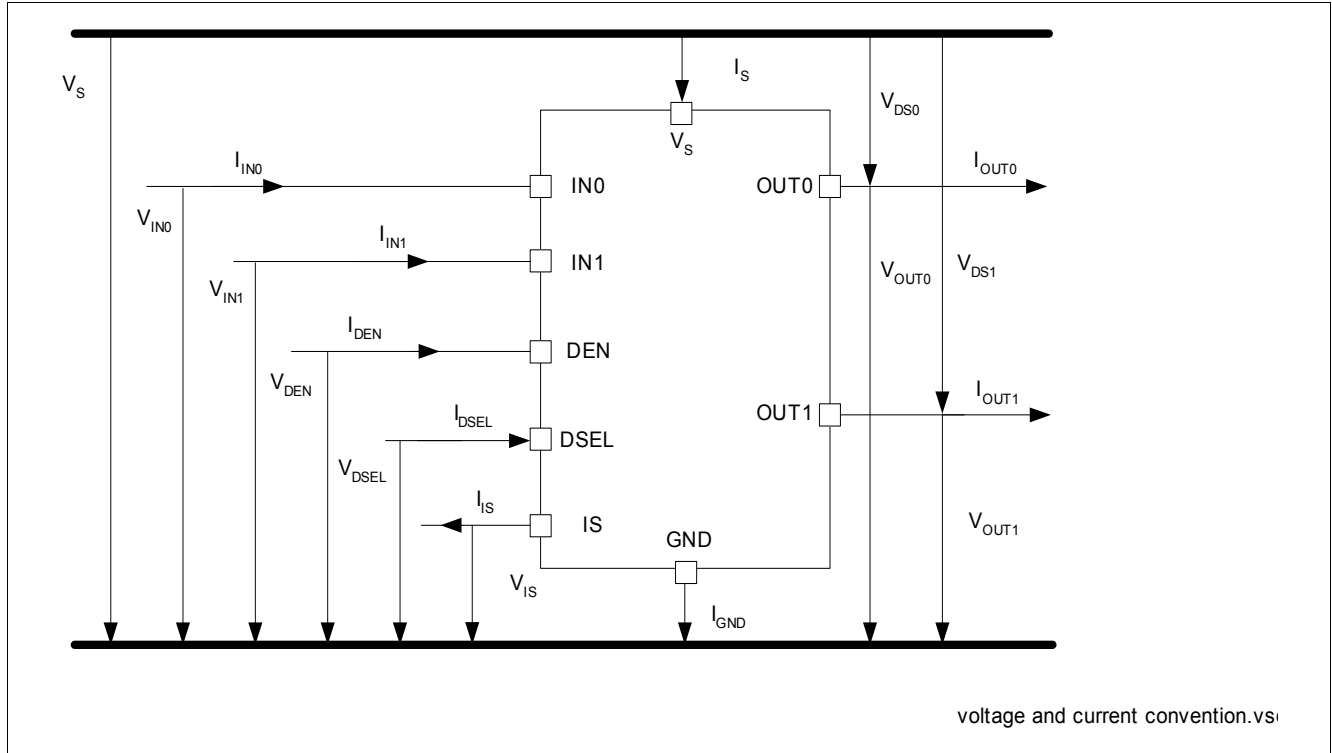 V_S
I_S
V_DS0
V_S
I_IN0
IN0
OUT0
I_OUT0
V_IN0
I_IN1
IN1
V_IN1
V_OUT0
V_DS1
I_DEN
DEN
V_DEN
OUT1
I_OUT1
I_DSEL
DSEL
V_DSEL
I_IS
IS
GND
V_OUT1
V_IS
I_GND
voltage and current convention.vs